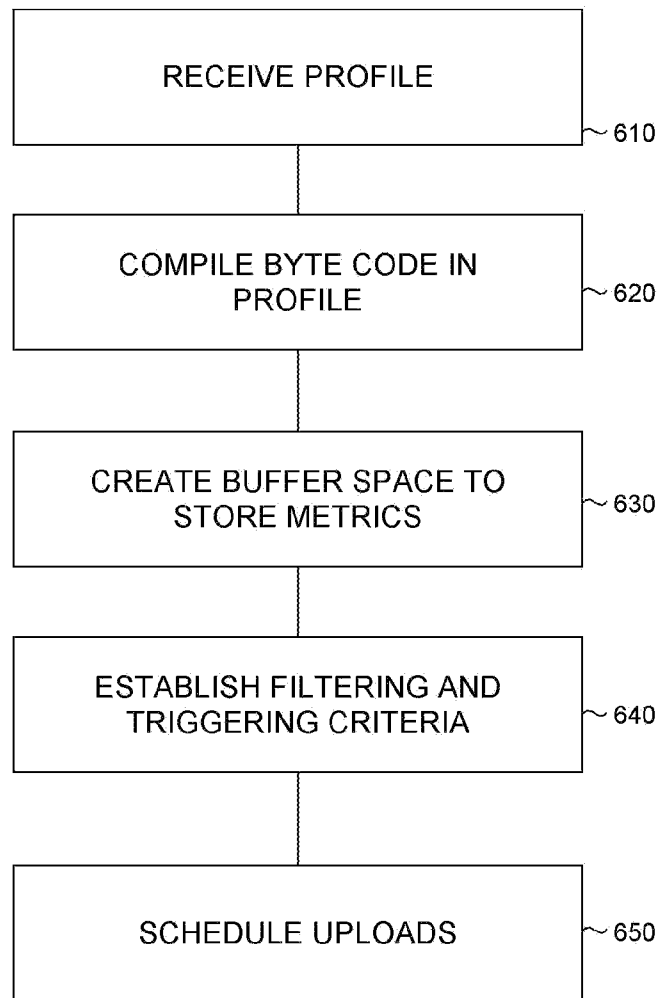 RECEIVE PROFILE
610
COMPILE BYTE CODE IN
PROFILE
620
CREATE BUFFER SPACE TO
STORE METRICS
630
ESTABLISH FILTERING AND
TRIGGERING CRITERIA
640
SCHEDULE UPLOADS
650